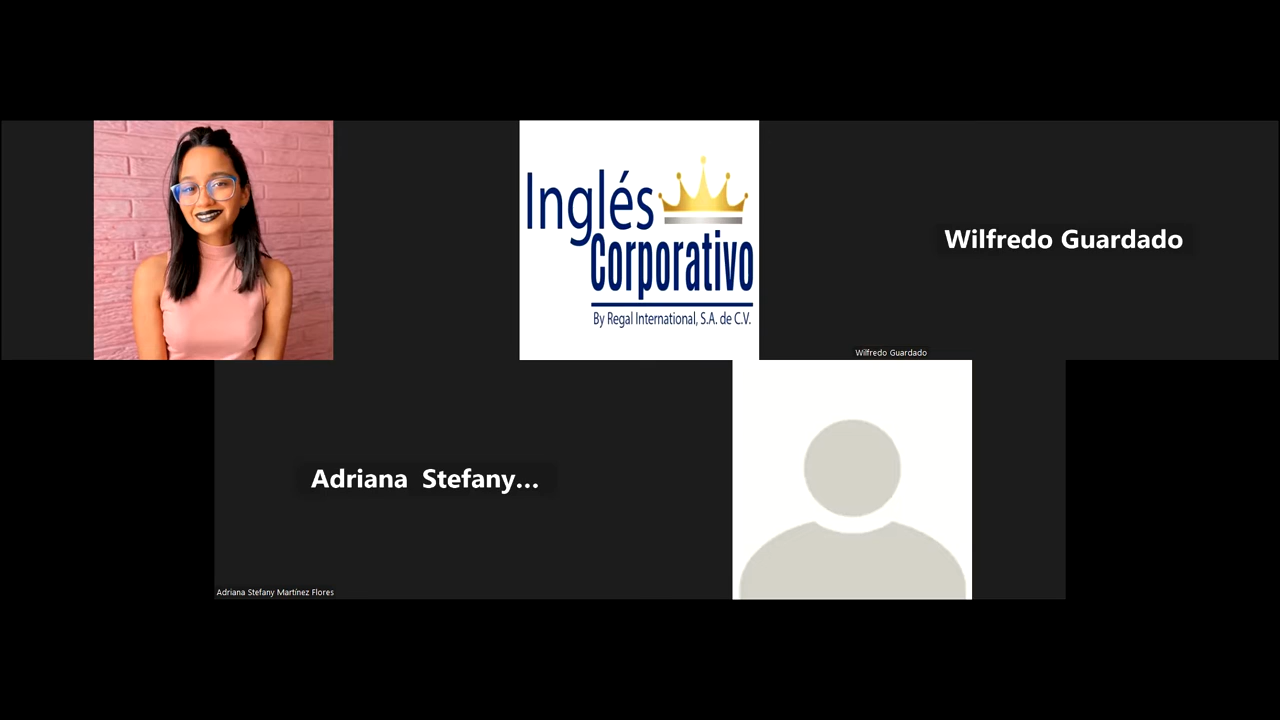 Inglés
Corporativo
By Regal International, S.A. de C.V.
Wilfredo Guardado
Wilfredo Guardado
Adriana Stefany...
Adriana Stefany Martínez Flores